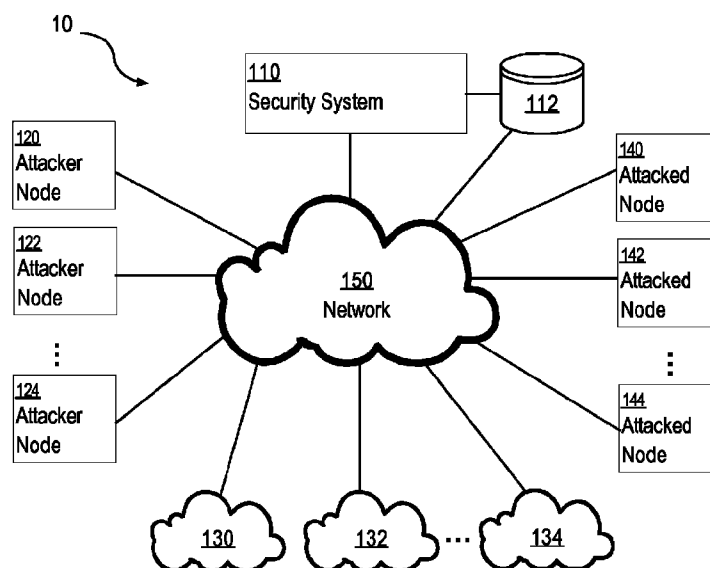 10
110
Security System
112
120
Attacker
Node
140
Attacked
Node
122
Attacker
Node
150
Network
142
Attacked
Node
⋮
⋮
124
Attacker
Node
144
Attacked
Node
130
132
...
134